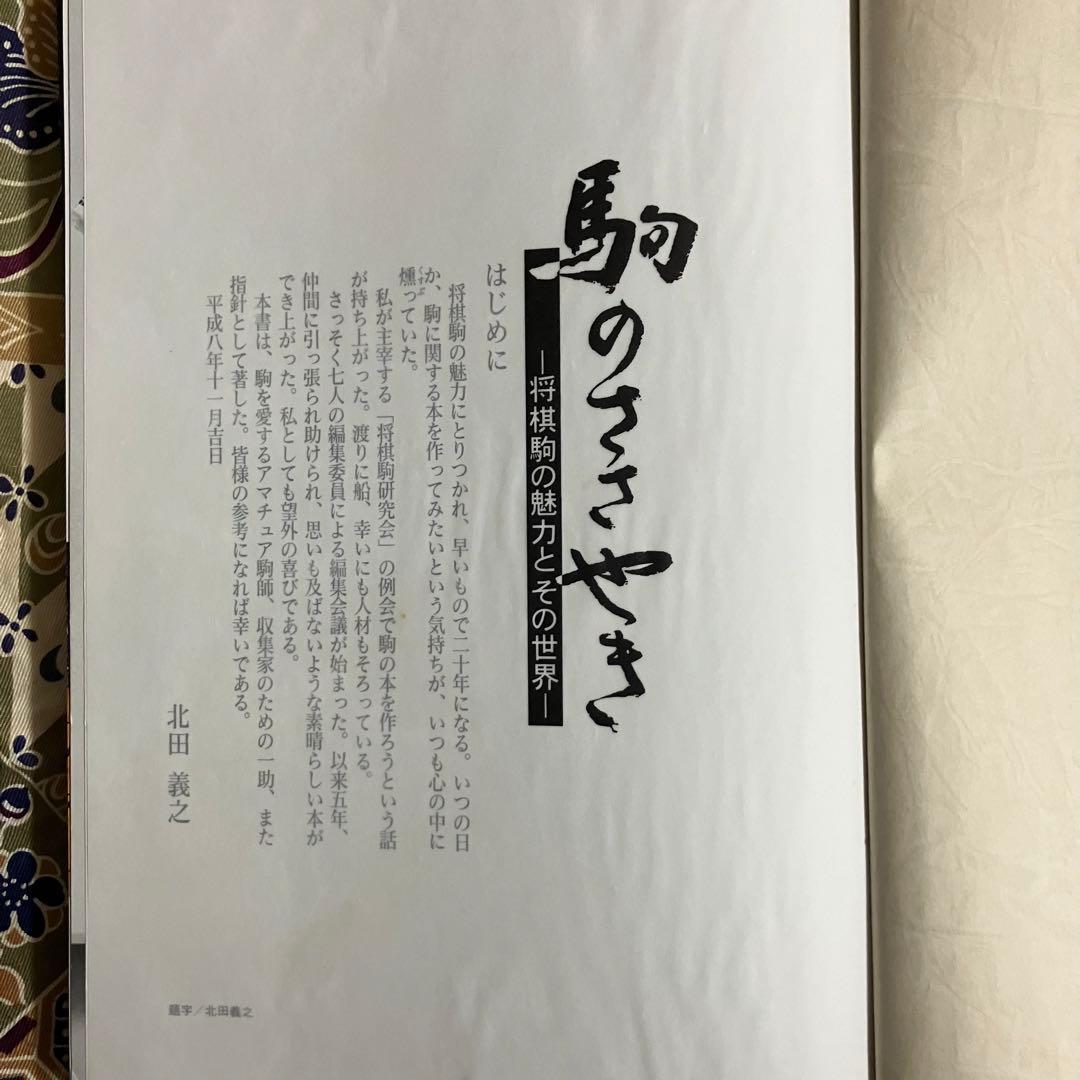 駒のささやき
―将棋駒の魅力とその世界―
はじめに
将棋駒の魅力にとりつかれ、早いもので二十年になる。いつの日
か、駒に関する本を作ってみたいという気持ちが、いつも心の中に
燻っていた。
くすぶ
私が主宰する「将棋駒研究会」の例会で駒の本を作ろうという話
が持ち上がった。渡りに船、幸いにも人材もそろっている。
さっそく七人の編集委員による編集会議が始まった。以来五年、
仲間に引っ張られ助けられ、思いも及ばないような素晴らしい本が
でき上がった。私としても望外の喜びである。
本書は、駒を愛するアマチュア駒師、収集家のための一助、また
指針として著した。皆様の参考になれば幸いである。
平成八年十一月吉日
北田 義之
題字／北田義之